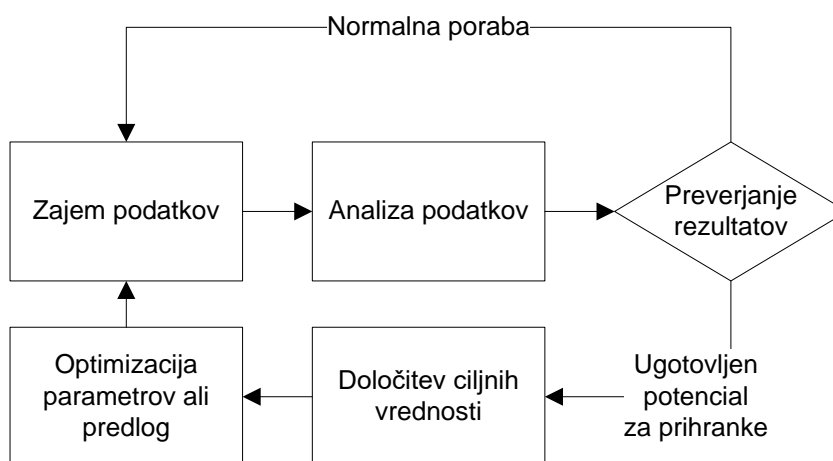 Normalna poraba
Zajem podatkov
Analiza podatkov
Preverjanje
rezultatov
Optimizacija
parametrov ali
predlog
Določitev ciljnih
vrednosti
Ugotovljen
potencial
za prihranke